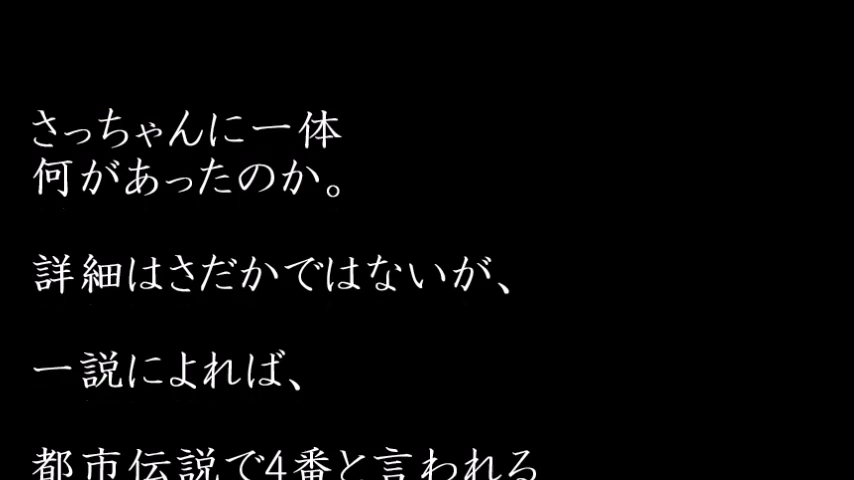 さっちゃんに一体
何があったのか。
詳細はさだかではないが、
一説によれば、
都市伝説で4番と言われる